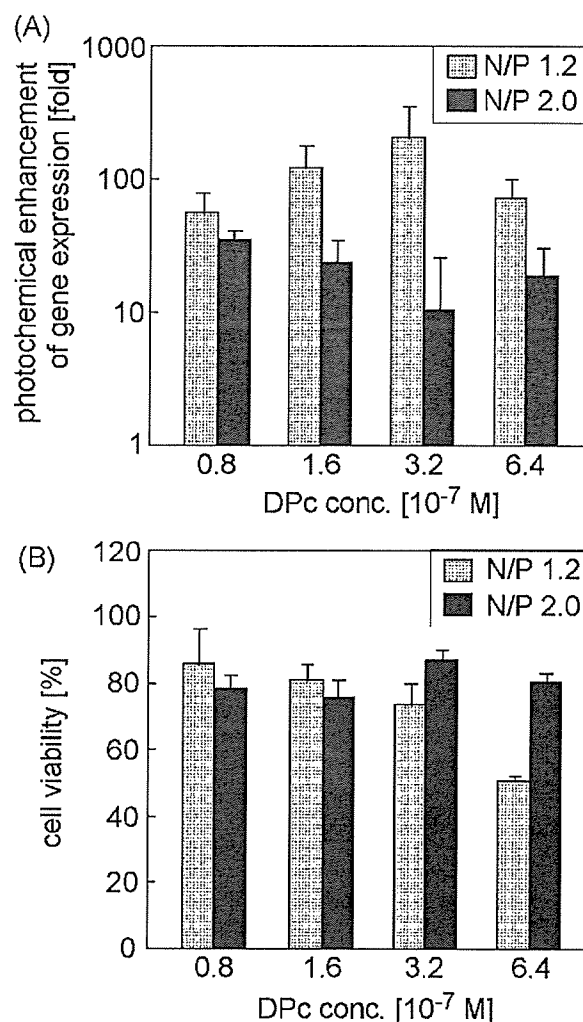 (A)
photochemical enhancement
of gene expression [fold]
1000
100
10
1
N/P 1.2
N/P 2.0
0.8 1.6 3.2 6.4
DPc conc. [10⁻⁷ M]
(B)
cell viability [%]
120
100
80
60
40
20
0
N/P 1.2
N/P 2.0
0.8 1.6 3.2 6.4
DPc conc. [10⁻⁷ M]